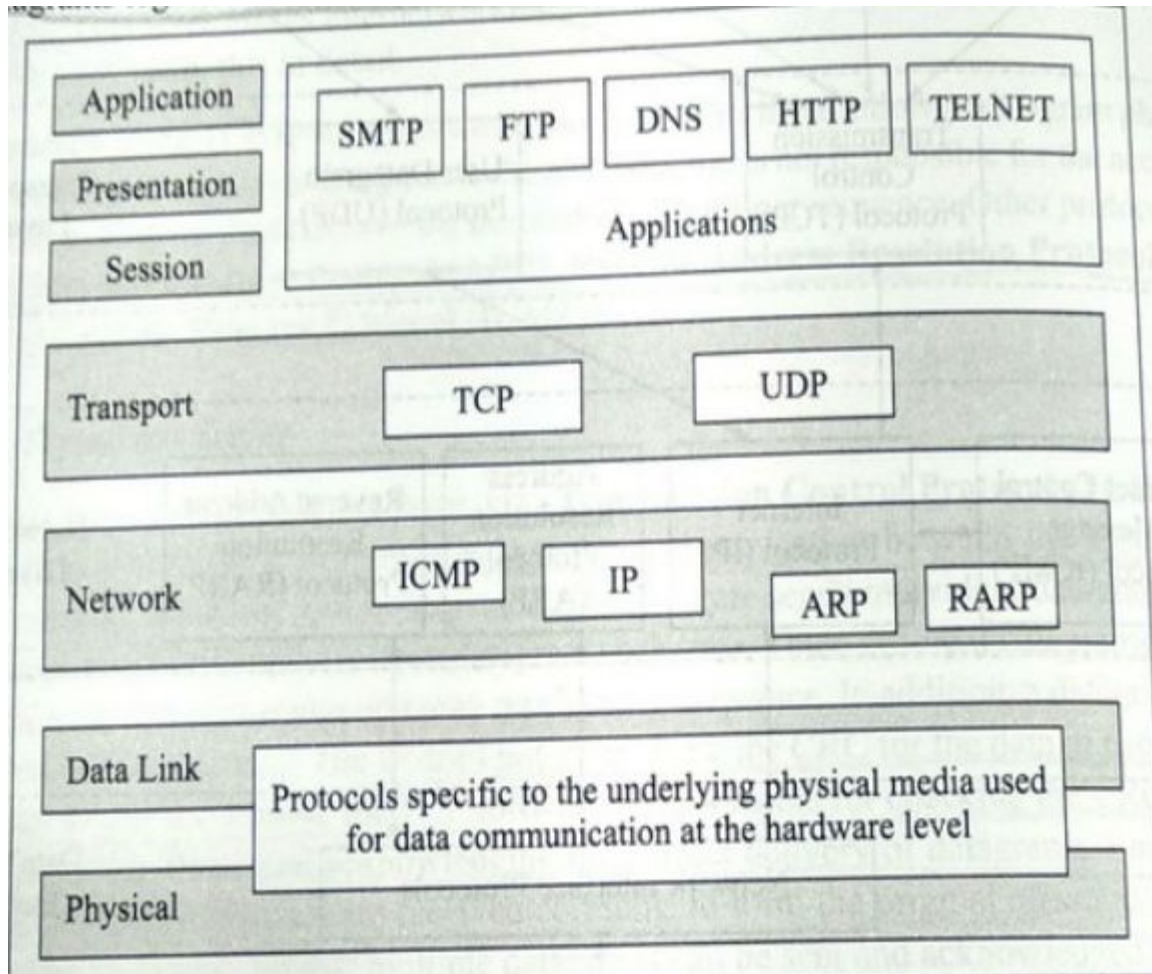 Application
SMTP FTP DNS HTTP TELNET
Presentation
Applications
Session
Transport
TCP UDP
Network
ICMP IP ARP RARP
Data Link
Protocols specific to the underlying physical media used
for data communication at the hardware level
Physical